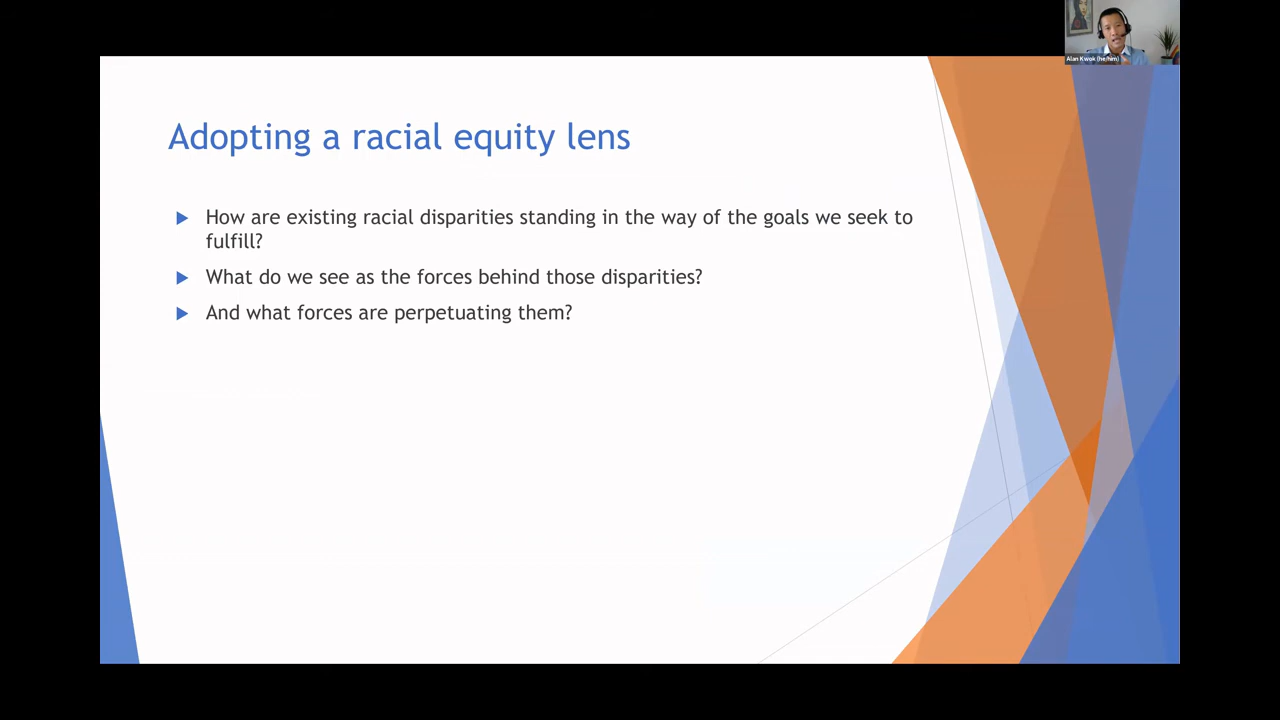 Alan Kwok (he/him)
Adopting a racial equity lens
How are existing racial disparities standing in the way of the goals we seek to
fulfill?
What do we see as the forces behind those disparities?
And what forces are perpetuating them?